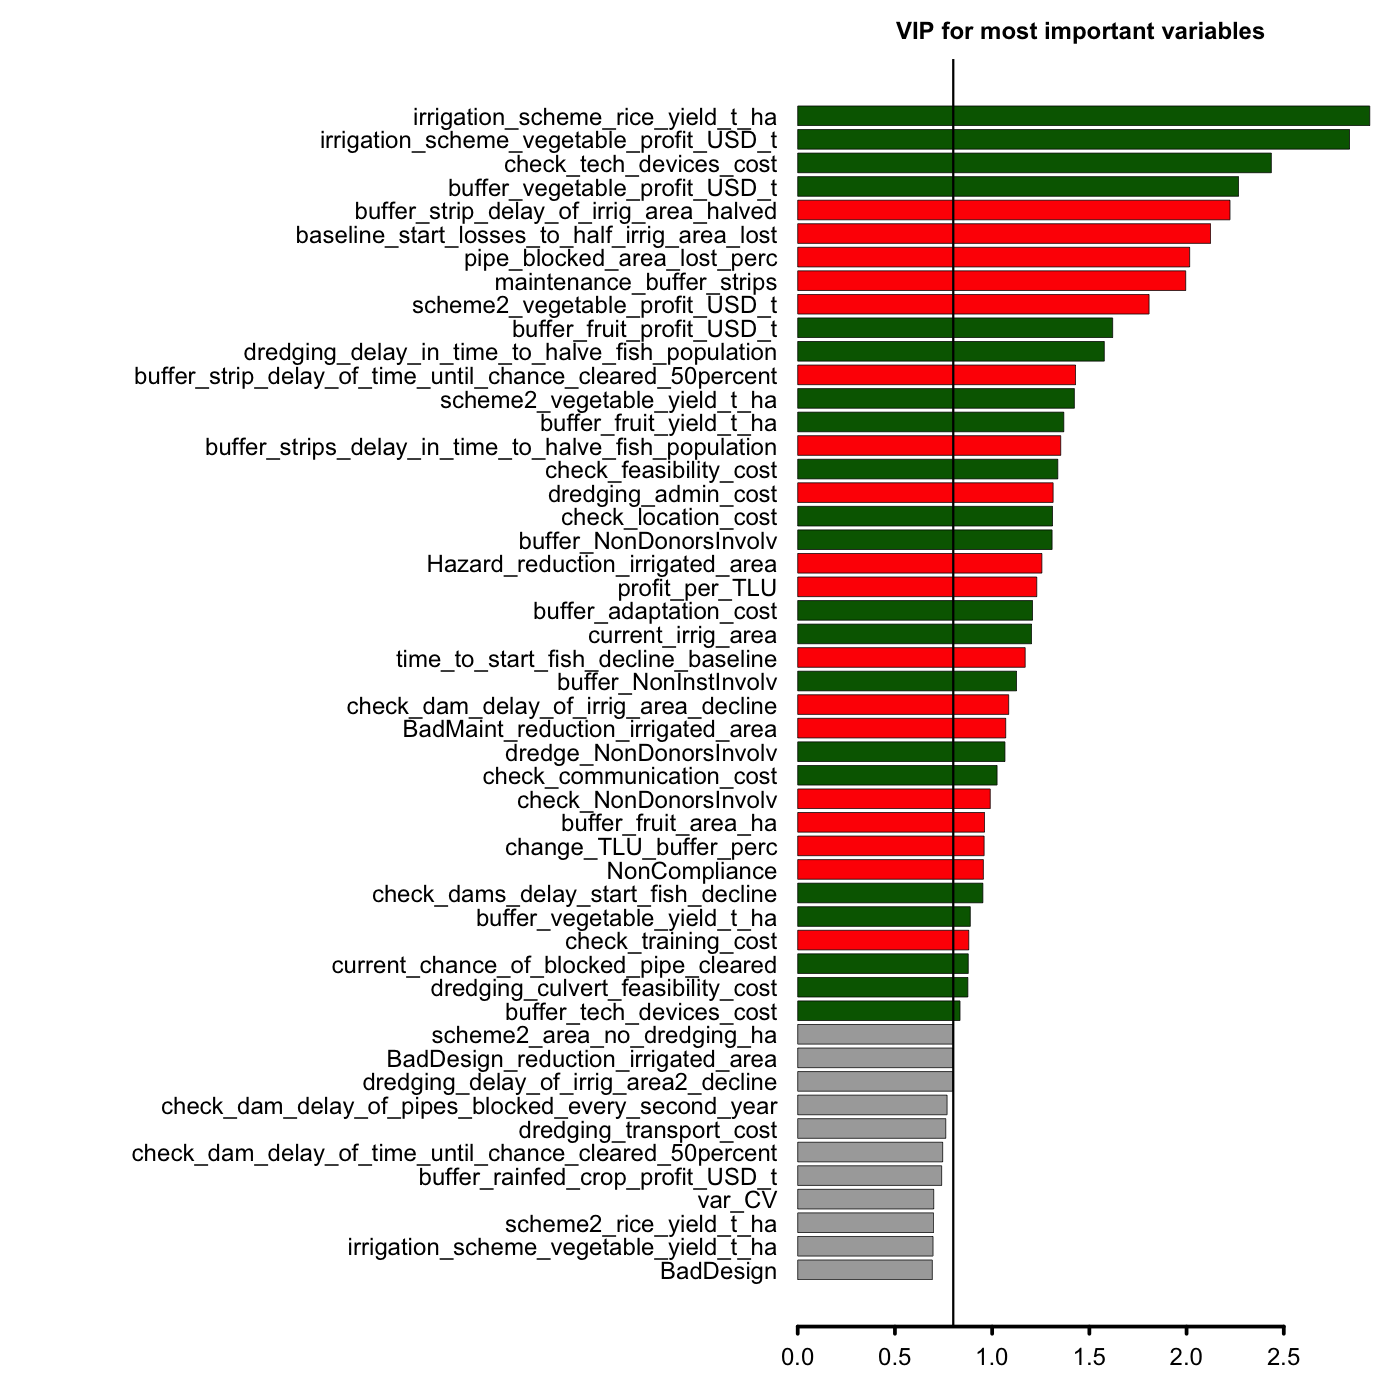 VIP for most important variables
irrigation_scheme_rice_yield_t_ha
irrigation_scheme_vegetable_profit_USD_t
check_tech_devices_cost
buffer_vegetable_profit_USD_t
buffer_strip_delay_of_irrig_area_halved
baseline_start_losses_to_half_irrig_area_lost
pipe_blocked_area_lost_perc
maintenance_buffer_strips
scheme2_vegetable_profit_USD_t
buffer_fruit_profit_USD_t
dredging_delay_in_time_to_halve_fish_population
buffer_strip_delay_of_time_until_chance_cleared_50percent
scheme2_vegetable_yield_t_ha
buffer_fruit_yield_t_ha
buffer_strips_delay_in_time_to_halve_fish_population
check_feasibility_cost
dredging_admin_cost
check_location_cost
buffer_NonDonorsInvolv
Hazard_reduction_irrigated_area
profit_per_TLU
buffer_adaptation_cost
current_irrig_area
time_to_start_fish_decline_baseline
buffer_NonInstInvolv
check_dam_delay_of_irrig_area_decline
BadMaint_reduction_irrigated_area
dredge_NonDonorsInvolv
check_communication_cost
check_NonDonorsInvolv
buffer_fruit_area_ha
change_TLU_buffer_perc
NonCompliance
check_dams_delay_start_fish_decline
buffer_vegetable_yield_t_ha
check_training_cost
current_chance_of_blocked_pipe_cleared
dredging_culvert_feasibility_cost
buffer_tech_devices_cost
scheme2_area_no_dredging_ha
BadDesign_reduction_irrigated_area
dredging_delay_of_irrig_area2_decline
check_dam_delay_of_pipes_blocked_every_second_year
dredging_transport_cost
check_dam_delay_of_time_until_chance_cleared_50percent
buffer_rainfed_crop_profit_USD_t
var_CV
scheme2_rice_yield_t_ha
irrigation_scheme_vegetable_yield_t_ha
BadDesign
0.0 0.5 1.0 1.5 2.0 2.5